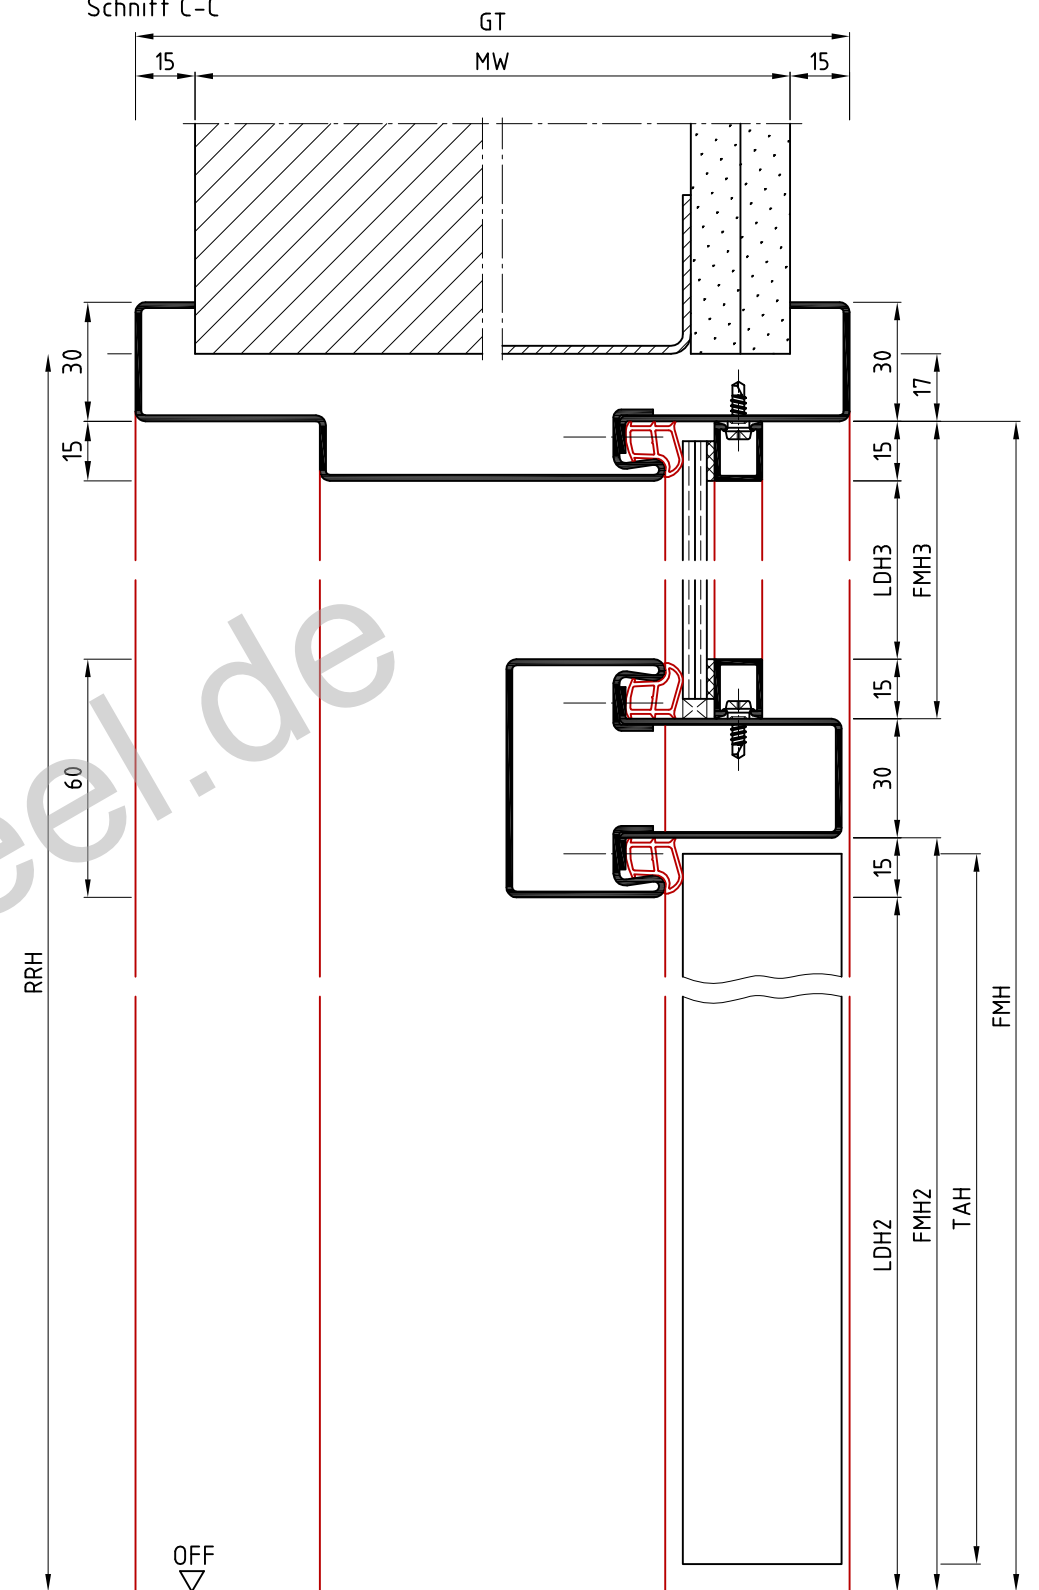 Schnitt C-C
GT
15 MW 15
30
15
30
17
15
LDH3
FMH3
15
60
30
15
eel.de
RRH
FMH
LDH2
FMH2
TAH
OFF